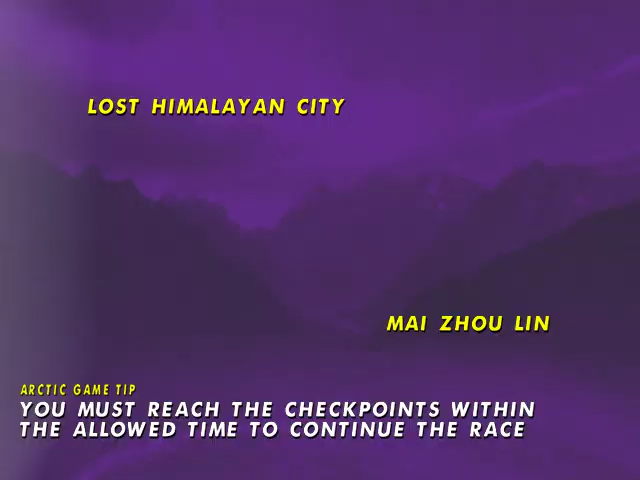 LOST HIMALAYAN CITY
MAI ZHOU LIN
ARCTIC GAME TIP
YOU MUST REACH THE CHECKPOINTS WITHIN
THE ALLOWED TIME TO CONTINUE THE RACE